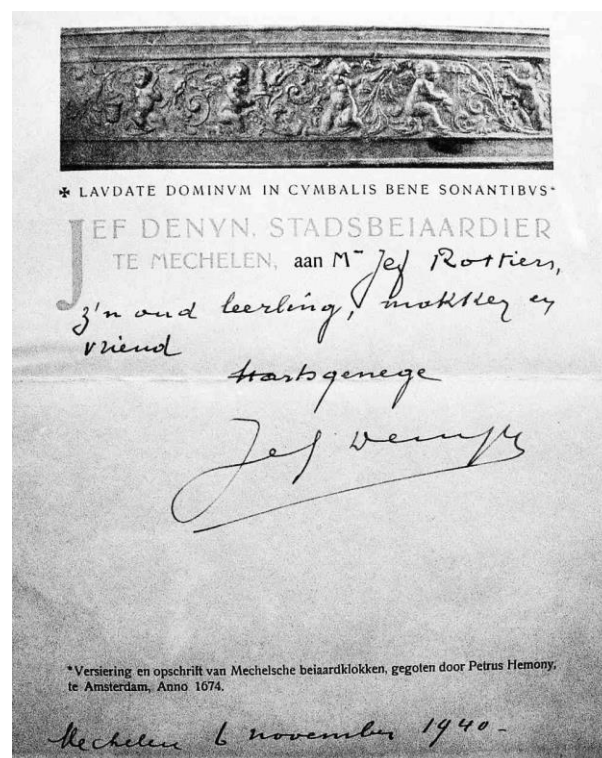 ✠ LAVDATE DOMINVM IN CYMBALIS BENE SONANTIBVS*
JEF DENYN, STADSBEIAARDIER
TE MECHELEN, aan Mr Jef Rottiers,
z'n oud leerling, makker en
vriend
Hartsgenege
Jef Denyn
*Versiering en opschrift van Mechelsche beiaardklokken, gegoten door Petrus Hemony,
te Amsterdam, Anno 1674.
Mechelen 6 november 1940-